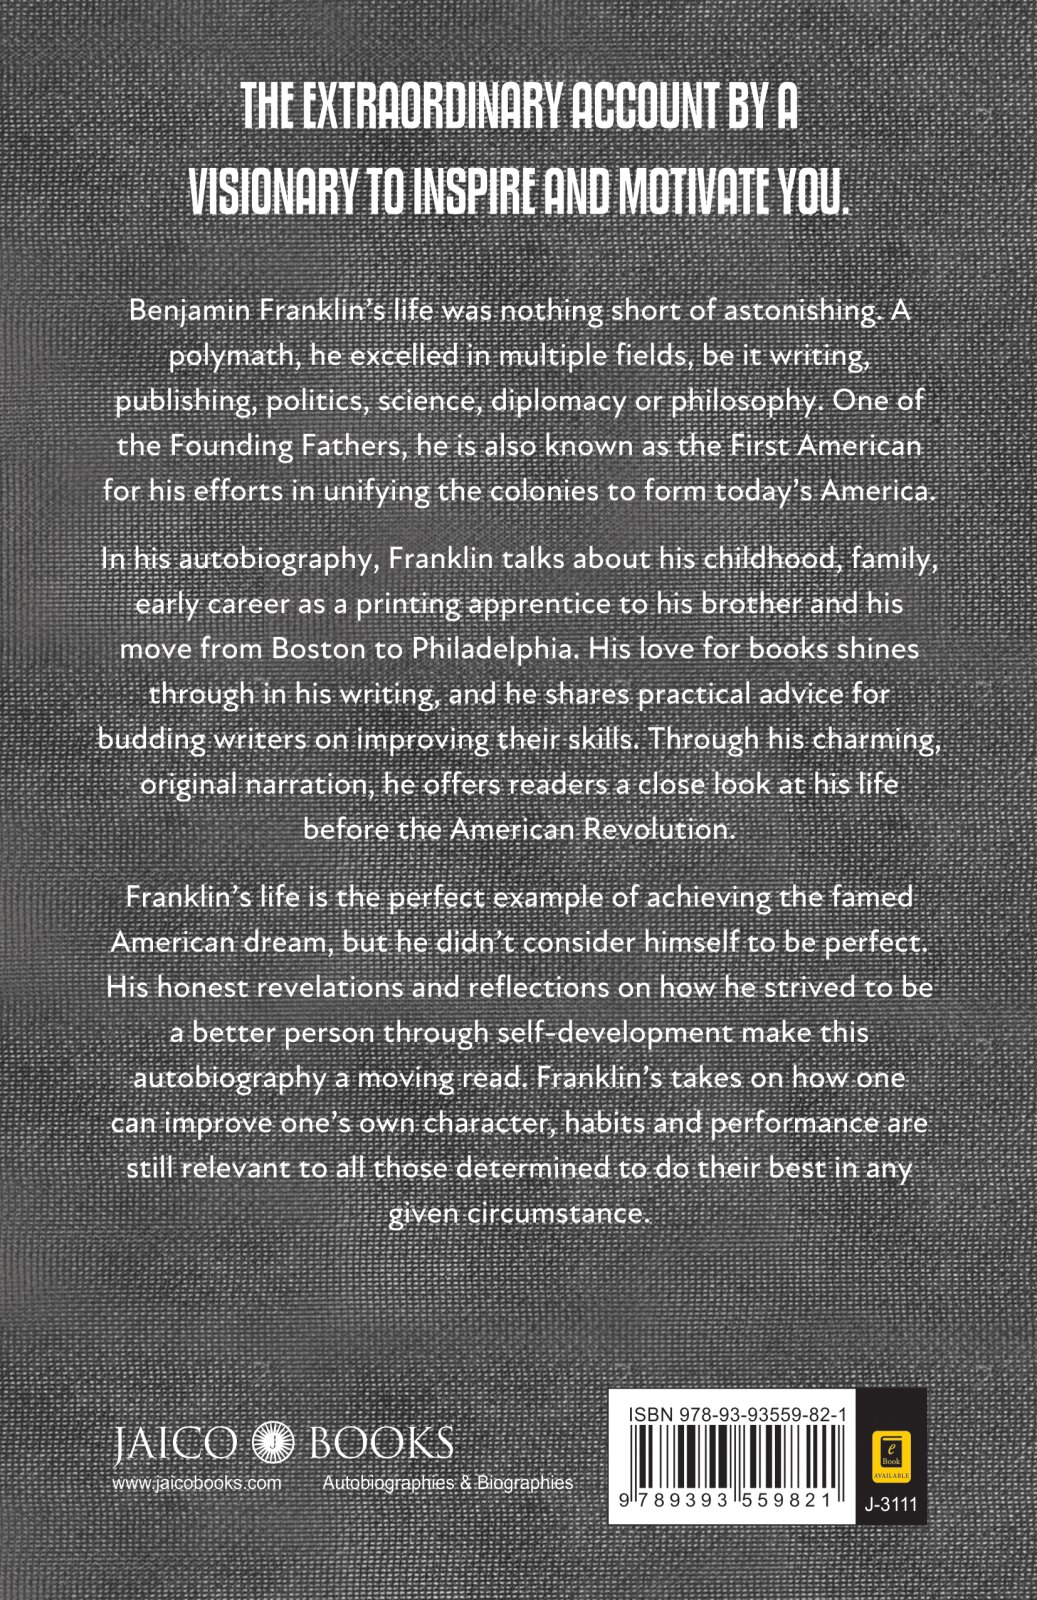 THE EXTRAORDINARY ACCOUNT BY A
VISIONARY TO INSPIRE AND MOTIVATE YOU.
Benjamin Franklin’s life was nothing short of astonishing. A
polymath, he excelled in multiple fields, be it writing,
publishing, politics, science, diplomacy or philosophy. One of
the Founding Fathers, he is also known as the First American
for his efforts in unifying the colonies to form today’s America.
In his autobiography, Franklin talks about his childhood, family,
early career as a printing apprentice to his brother and his
move from Boston to Philadelphia. His love for books shines
through in his writing, and he shares practical advice for
budding writers on improving their skills. Through his charming,
original narration, he offers readers a close look at his life
before the American Revolution.
Franklin’s life is the perfect example of achieving the famed
American dream, but he didn’t consider himself to be perfect.
His honest revelations and reflections on how he strived to be
a better person through self-development make this
autobiography a moving read. Franklin’s takes on how one
can improve one’s own character, habits and performance are
still relevant to all those determined to do their best in any
given circumstance.
JAICO J BOOKS
www.jaicobooks.com Autobiographies & Biographies
ISBN 978-93-93559-82-1
9 789393 559821
e
Book
AVAILABLE
J-3111